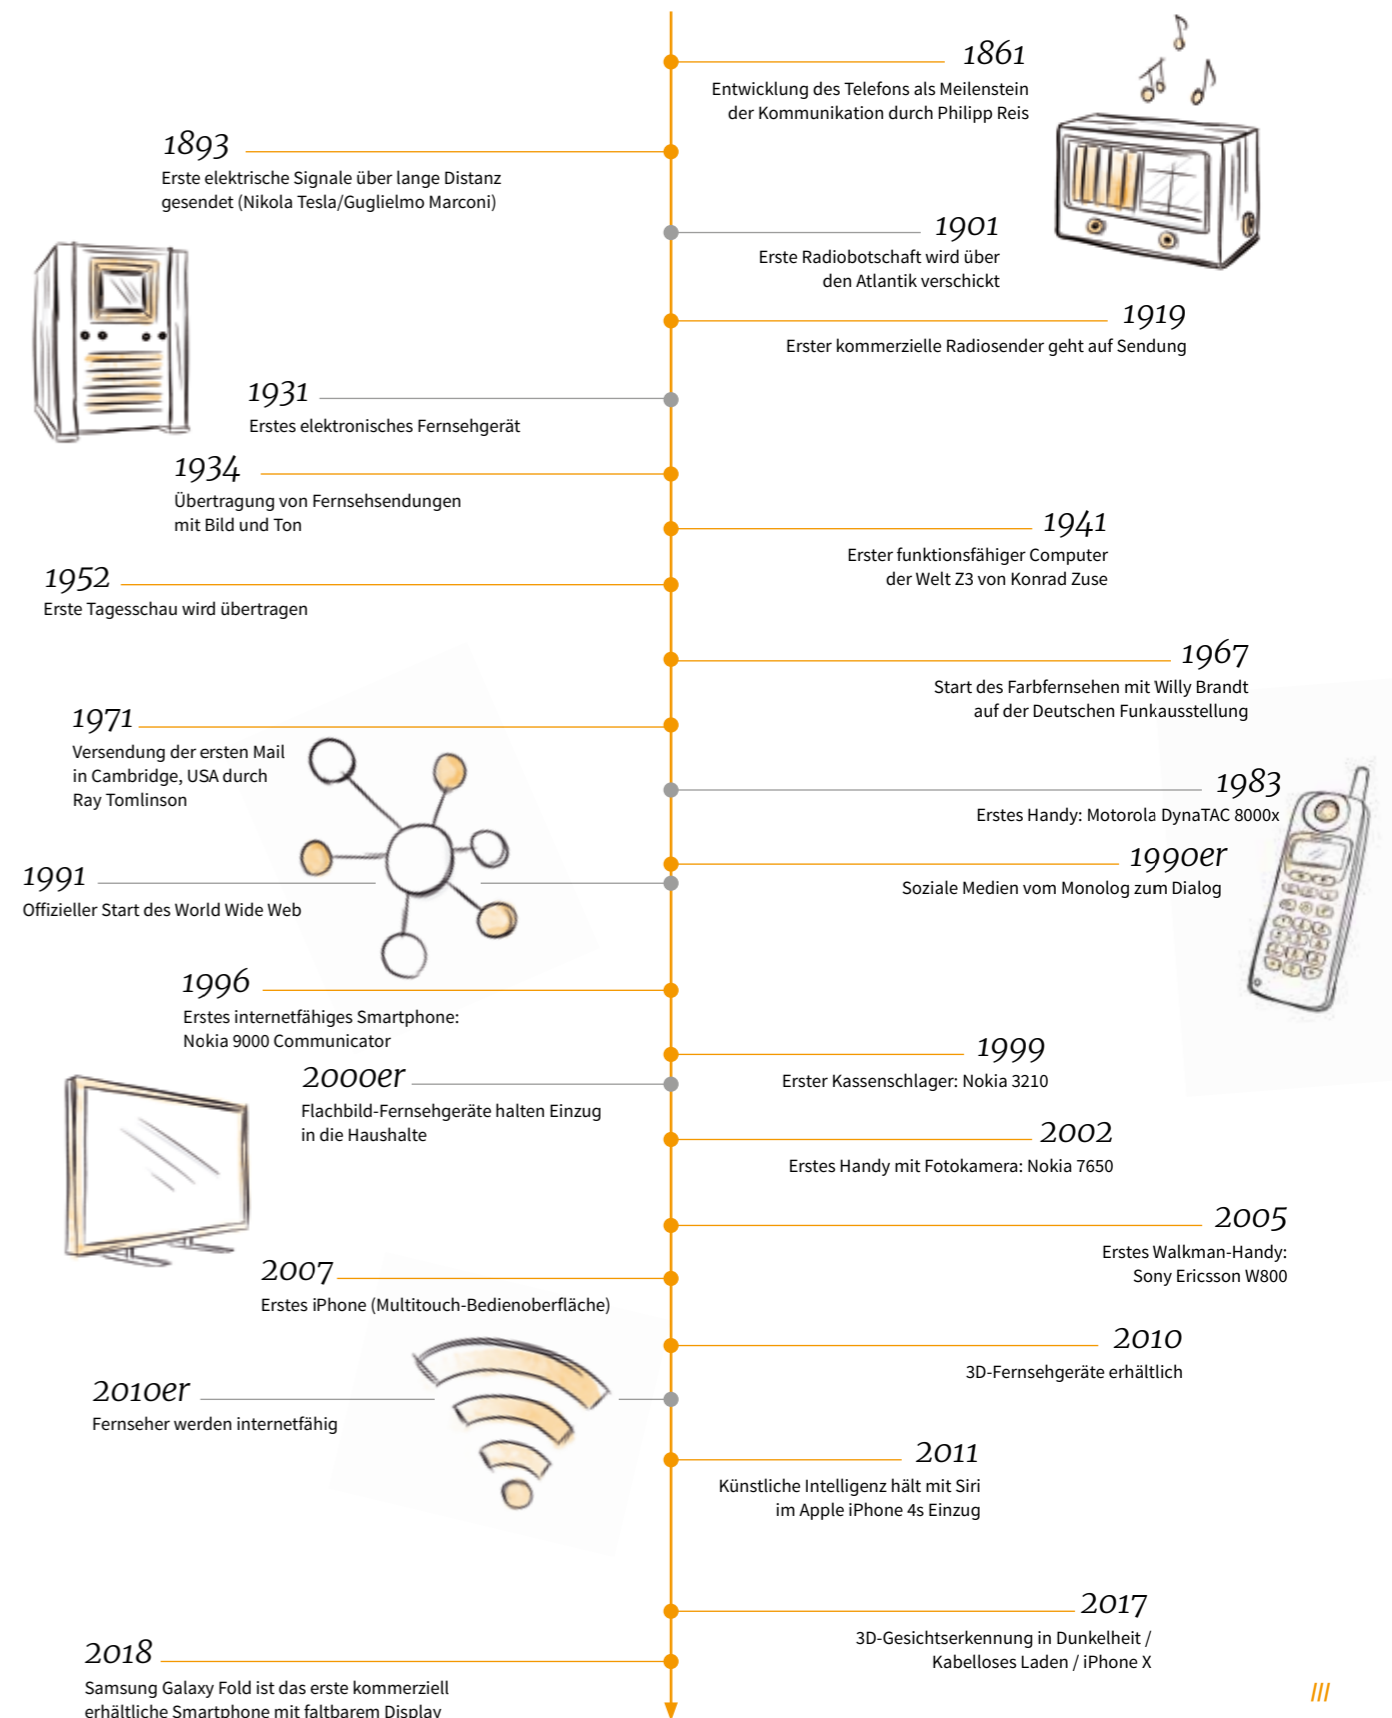 1861
Entwicklung des Telefons als Meilenstein
der Kommunikation durch Philipp Reis
1893
Erste elektrische Signale über lange Distanz
gesendet (Nikola Tesla/Guglielmo Marconi)
1901
Erste Radiobotschaft wird über
den Atlantik verschickt
1919
Erster kommerzielle Radiosender geht auf Sendung
1931
Erstes elektronisches Fernsehgerät
1934
Übertragung von Fernsehsendungen
mit Bild und Ton
1941
Erster funktionsfähiger Computer
der Welt Z3 von Konrad Zuse
1952
Erste Tagesschau wird übertragen
1967
Start des Farbfernsehen mit Willy Brandt
auf der Deutschen Funkausstellung
1971
Versendung der ersten Mail
in Cambridge, USA durch
Ray Tomlinson
1983
Erstes Handy: Motorola DynaTAC 8000x
1990er
Soziale Medien vom Monolog zum Dialog
1991
Offizieller Start des World Wide Web
1996
Erstes internetfähiges Smartphone:
Nokia 9000 Communicator
1999
Erster Kassenschlager: Nokia 3210
2000er
Flachbild-Fernsehgeräte halten Einzug
in die Haushalte
2002
Erstes Handy mit Fotokamera: Nokia 7650
2005
Erstes Walkman-Handy:
Sony Ericsson W800
2007
Erstes iPhone (Multitouch-Bedienoberfläche)
2010
3D-Fernsehgeräte erhältlich
2010er
Fernseher werden internetfähig
2011
Künstliche Intelligenz hält mit Siri
im Apple iPhone 4s Einzug
2017
3D-Gesichtserkennung in Dunkelheit /
Kabelloses Laden / iPhone X
2018
Samsung Galaxy Fold ist das erste kommerziell
erhältliche Smartphone mit faltbarem Display
///